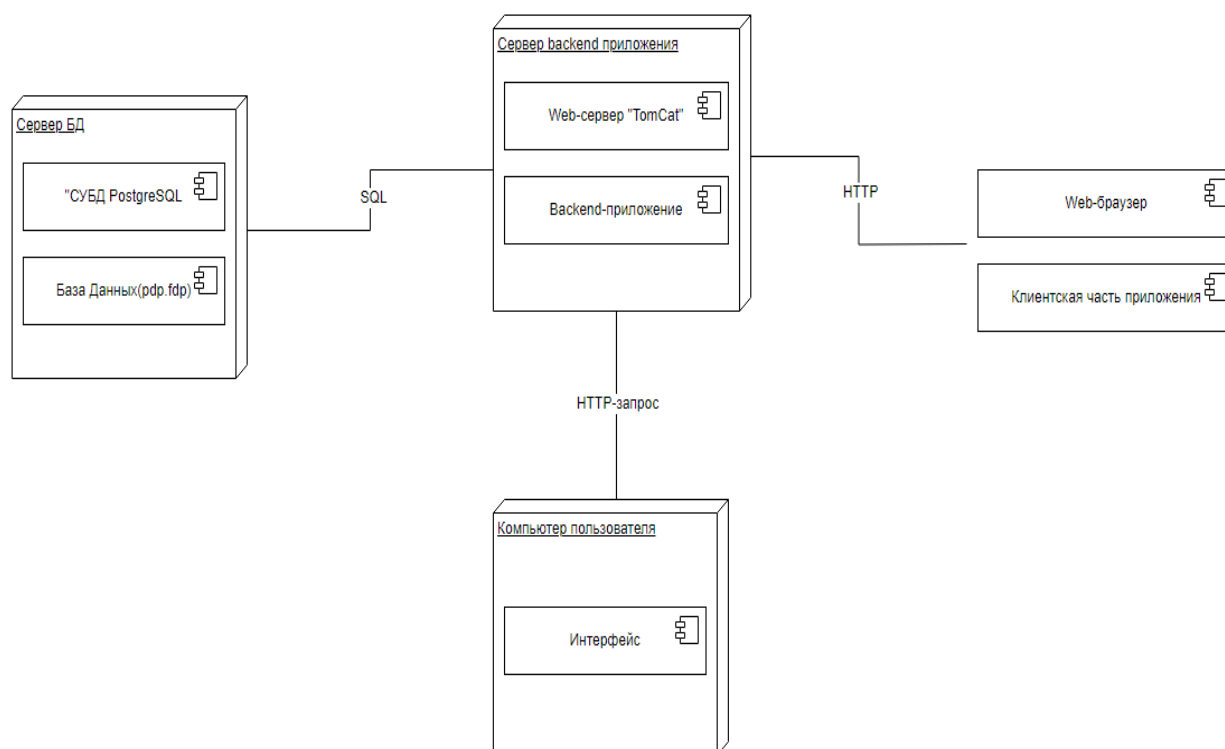 Сервер backend приложения
Web-сервер "TomCat"
Backend-приложение
Сервер БД
"СУБД PostgreSQL
База Данных(pdp.fdp)
SQL
HTTP
Web-браузер
Клиентская часть приложения
HTTP-запрос
Компьютер пользователя
Интерфейс